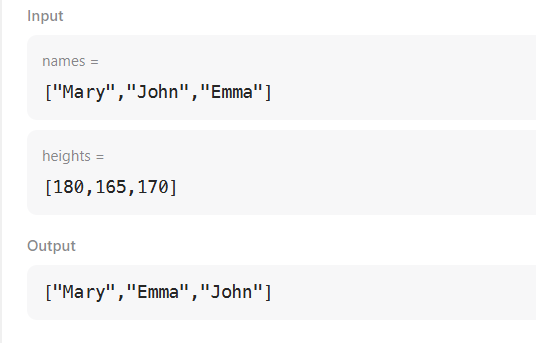 Input
names =
["Mary","John","Emma"]
heights =
[180,165,170]
Output
["Mary","Emma","John"]